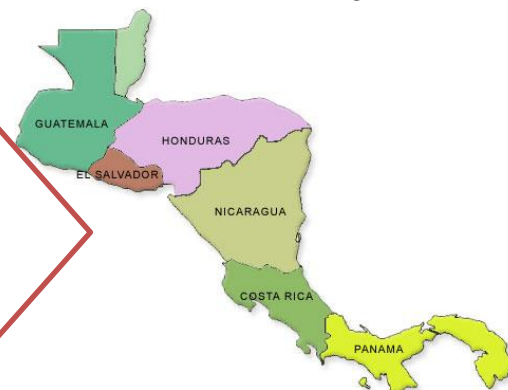 GUATEMALA
HONDURAS
EL SALVADOR
NICARAGUA
COSTA RICA
PANAMA